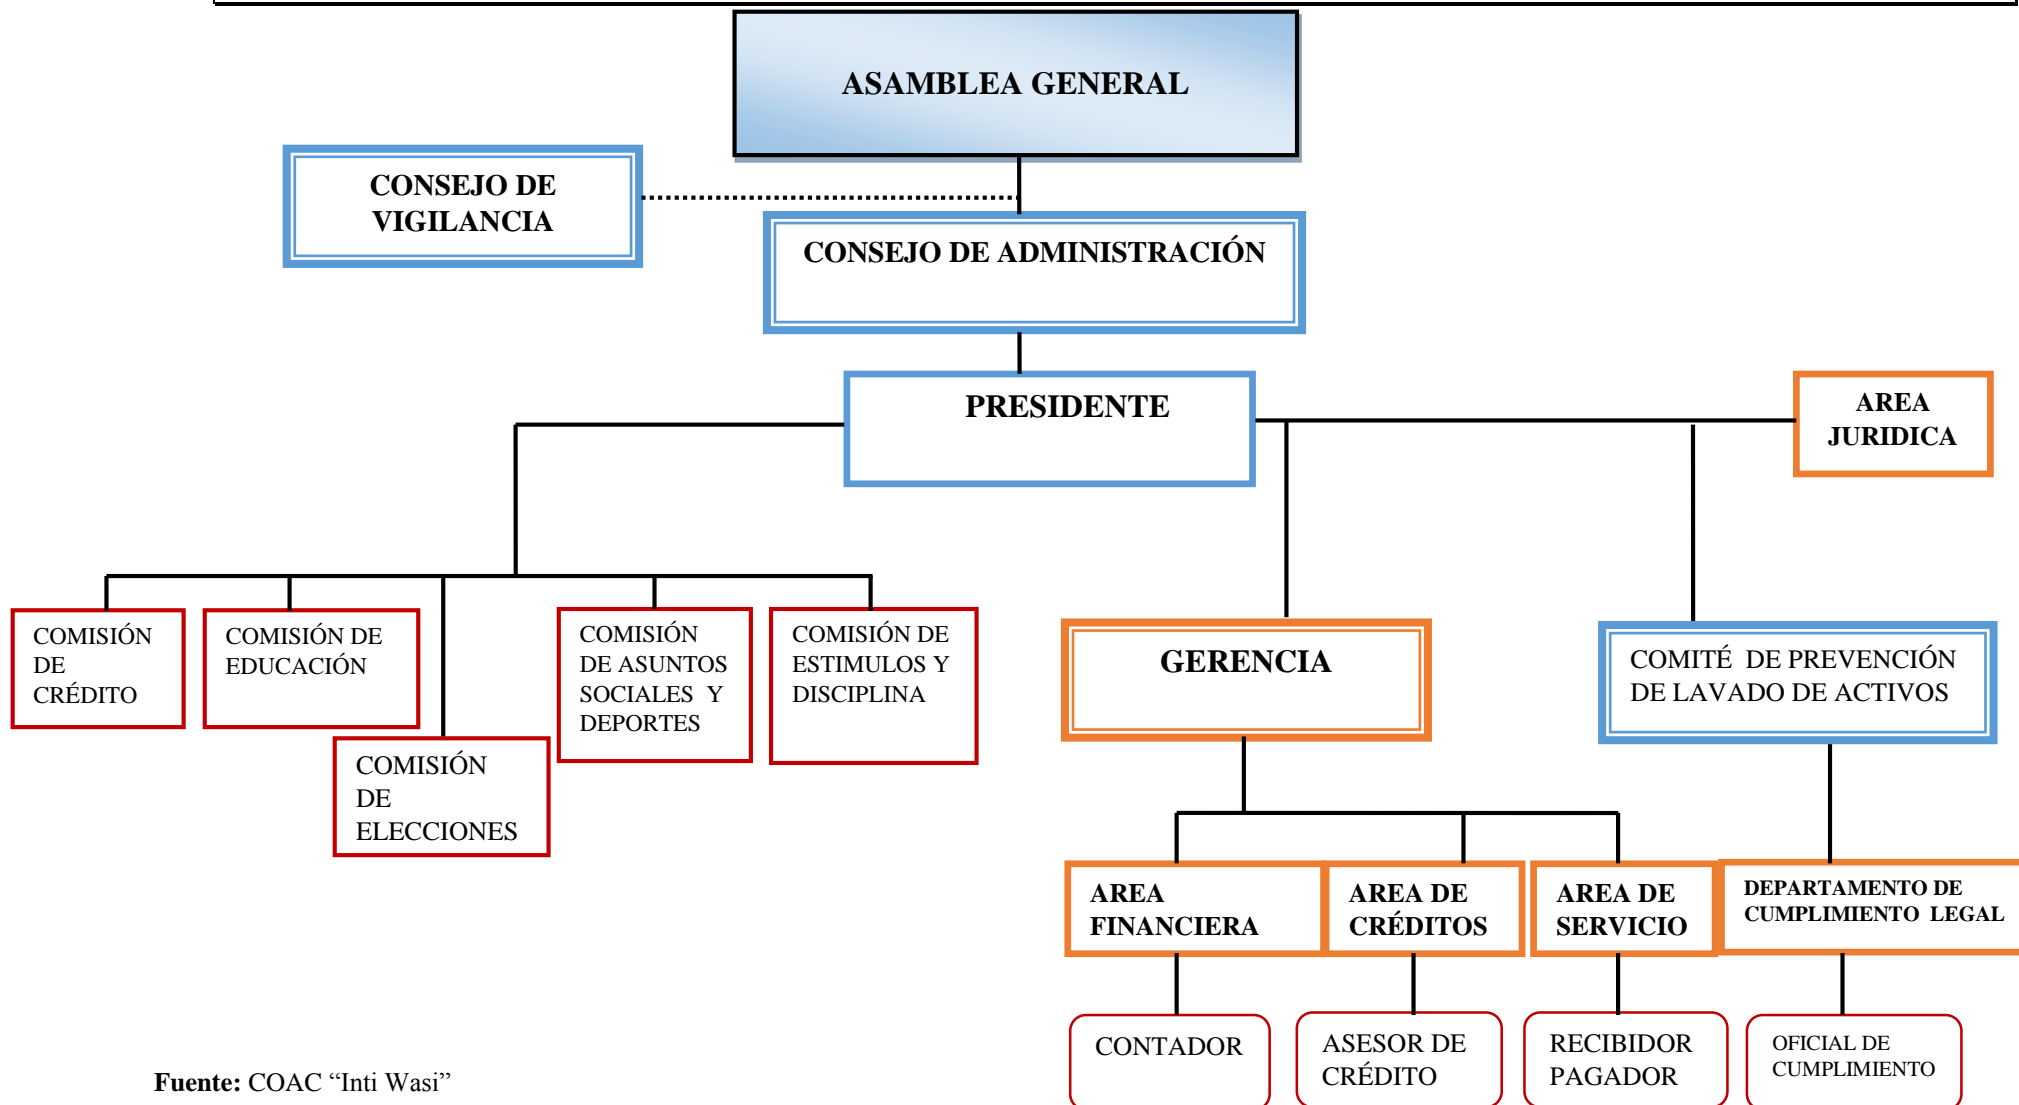 ASAMBLEA GENERAL
CONSEJO DE
VIGILANCIA
CONSEJO DE ADMINISTRACIÓN
PRESIDENTE
AREA
JURIDICA
COMISIÓN
DE
CRÉDITO
COMISIÓN DE
EDUCACIÓN
COMISIÓN
DE
ELECCIONES
COMISIÓN
DE ASUNTOS
SOCIALES Y
DEPORTES
COMISIÓN DE
ESTIMULOS Y
DISCIPLINA
GERENCIA
COMITÉ DE PREVENCIÓN
DE LAVADO DE ACTIVOS
AREA
FINANCIERA
AREA DE
CRÉDITOS
AREA DE
SERVICIO
DEPARTAMENTO DE
CUMPLIMIENTO LEGAL
CONTADOR
ASESOR DE
CRÉDITO
RECIBIDOR
PAGADOR
OFICIAL DE
CUMPLIMIENTO
Fuente: COAC “Inti Wasi”